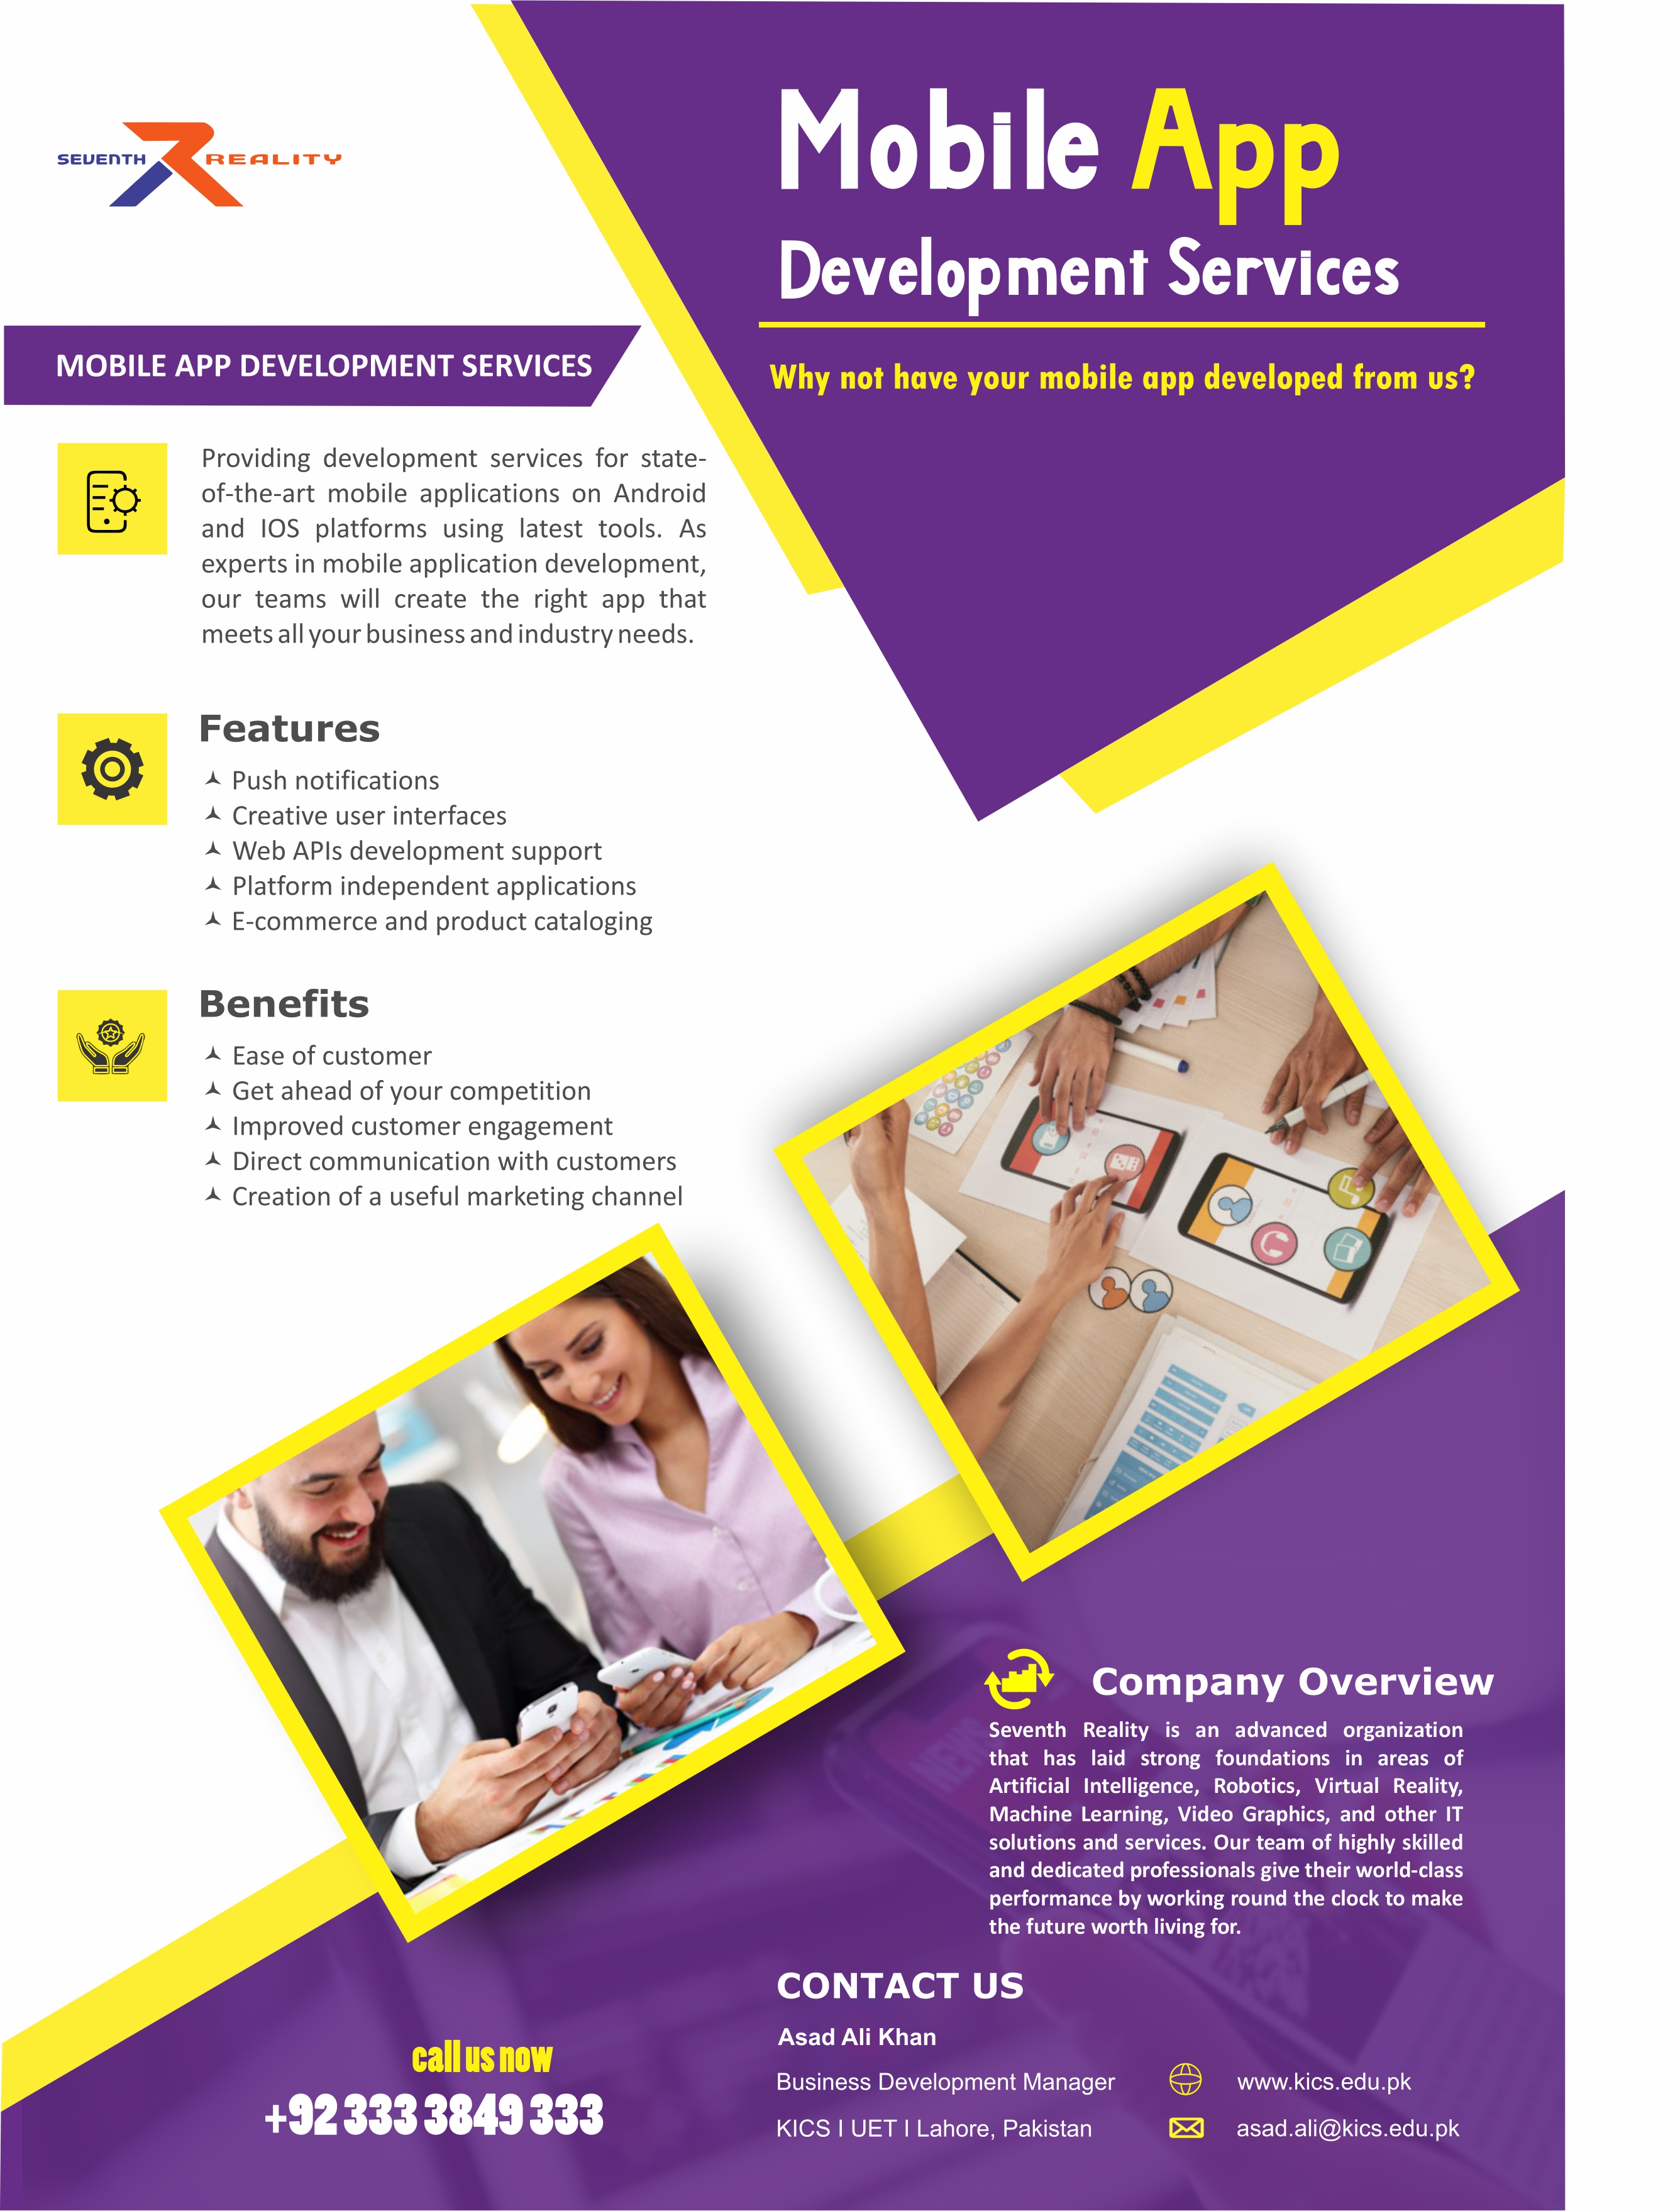 SEVENTH REALITY
Mobile App
Development Services
Why not have your mobile app developed from us?
MOBILE APP DEVELOPMENT SERVICES
Providing development services for state-
of-the-art mobile applications on Android
and IOS platforms using latest tools. As
experts in mobile application development,
our teams will create the right app that
meets all your business and industry needs.
Features
Push notifications
Creative user interfaces
Web APIs development support
Platform independent applications
E-commerce and product cataloging
Benefits
Ease of customer
Get ahead of your competition
Improved customer engagement
Direct communication with customers
Creation of a useful marketing channel
Company Overview
Seventh Reality is an advanced organization
that has laid strong foundations in areas of
Artificial Intelligence, Robotics, Virtual Reality,
Machine Learning, Video Graphics, and other IT
solutions and services. Our team of highly skilled
and dedicated professionals give their world-class
performance by working round the clock to make
the future worth living for.
NEWS
CONTACT US
Asad Ali Khan
Business Development Manager
KICS I UET I Lahore, Pakistan
www.kics.edu.pk
asad.ali@kics.edu.pk
call us now
+92 333 3849 333